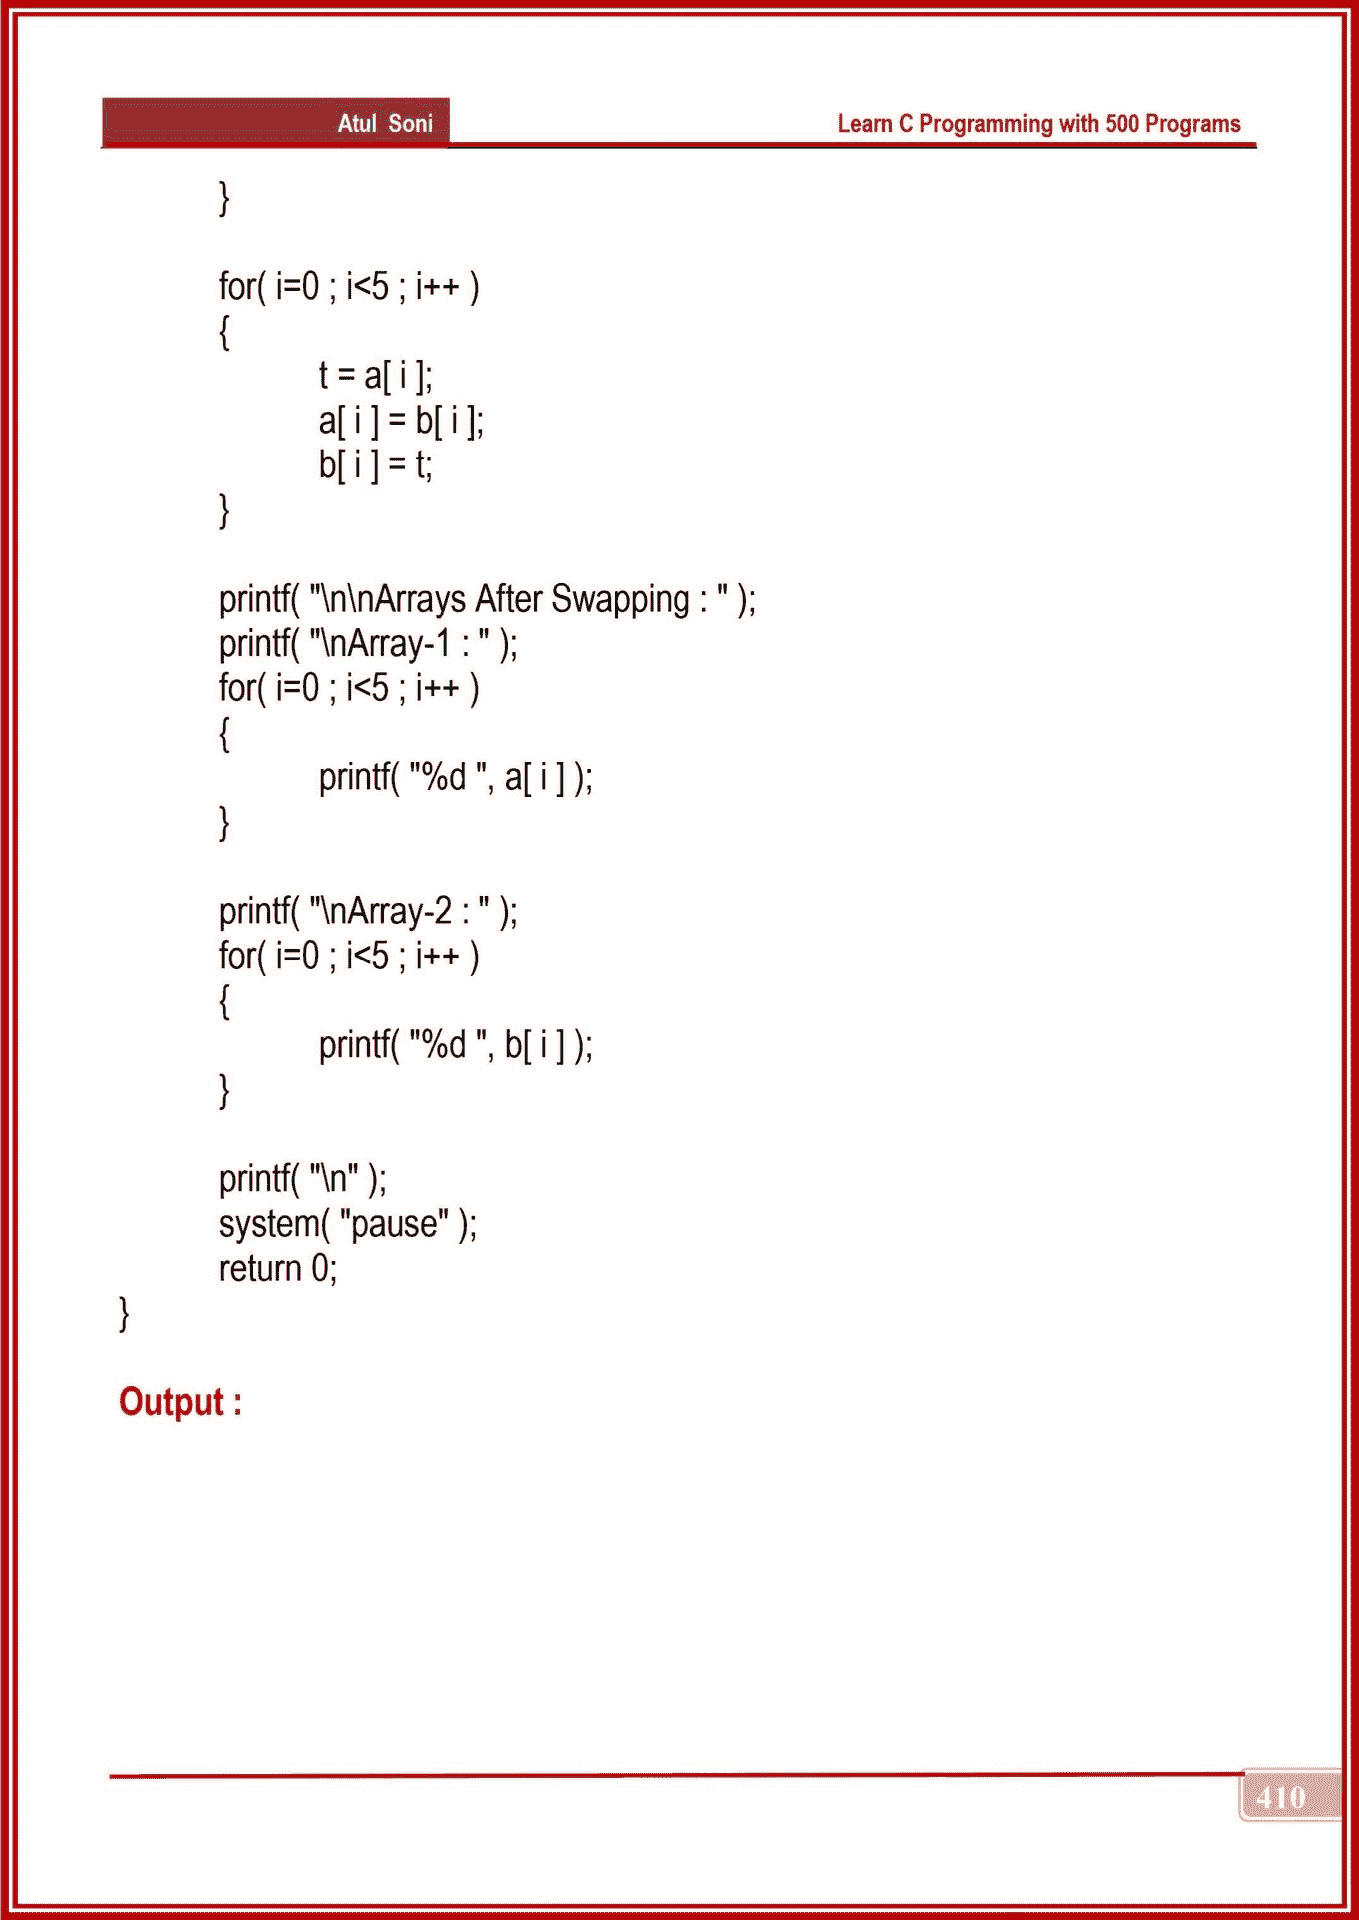 Atul Soni
Learn C Programming with 500 Programs
}
for( i=0 ; i<5 ; i++ )
{
t = a[ i ];
a[ i ] = b[ i ];
b[ i ] = t;
}
printf( "\n\nArrays After Swapping : " );
printf( "\nArray-1 : " );
for( i=0 ; i<5 ; i++ )
{
printf( "%d ", a[ i ] );
}
printf( "\nArray-2 : " );
for( i=0 ; i<5 ; i++ )
{
printf( "%d ", b[ i ] );
}
printf( "\n" );
system( "pause" );
return 0;
}
Output :
410